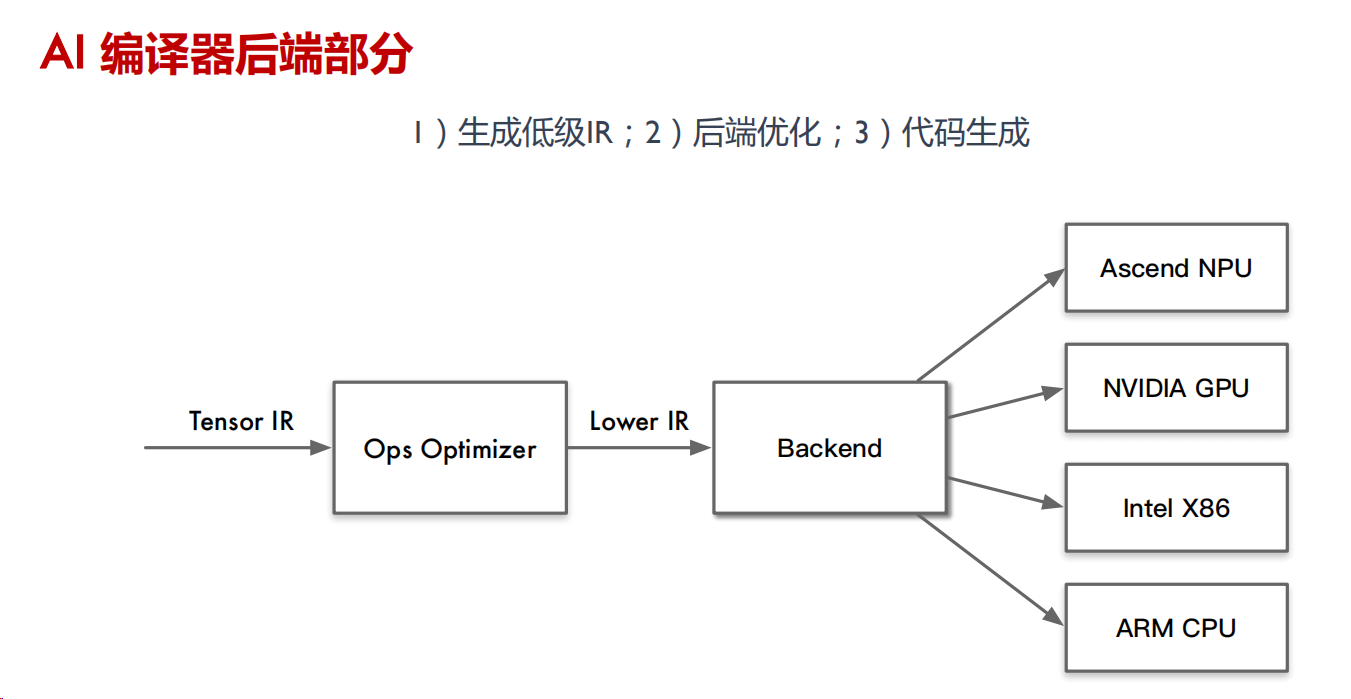 AI 编译器后端部分
1）生成低级IR；2）后端优化；3）代码生成
Ascend NPU
NVIDIA GPU
Tensor IR
Ops Optimizer
Lower IR
Backend
Intel X86
ARM CPU